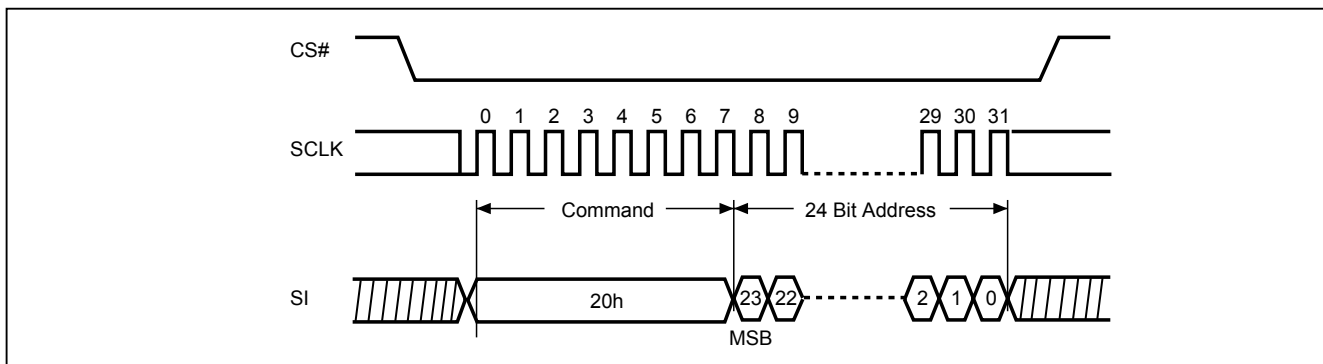 CS#
0 1 2 3 4 5 6 7 8 9 29 30 31
SCLK
Command 24 Bit Address
SI 20h 23 22 2 1 0
MSB